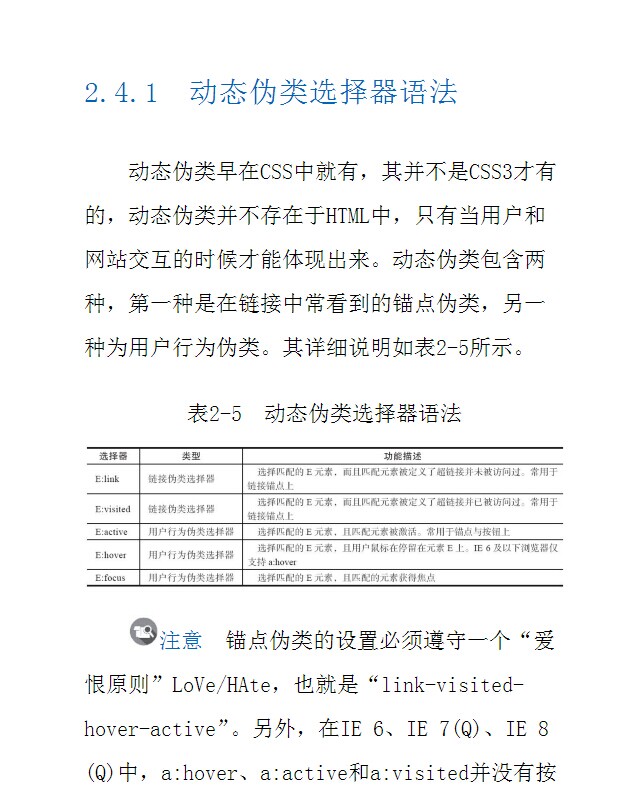 2.4.1 动态伪类选择器语法
动态伪类早在CSS中就有，其并不是CSS3才有
的，动态伪类并不存在于HTML中，只有当用户和
网站交互的时候才能体现出来。动态伪类包含两
种，第一种是在链接中常看到的锚点伪类，另一
种为用户行为伪类。其详细说明如表2-5所示。
表2-5 动态伪类选择器语法
选择器 类型 功能描述
E:link 链接伪类选择器 选择匹配的 E 元素，而且匹配元素被定义了超链接并未被访问过。常用于
链接锚点上
E:visited 链接伪类选择器 选择匹配的 E 元素，而且匹配元素被定义了超链接并已被访问过。常用于
链接锚点上
E:active 用户行为伪类选择器 选择匹配的 E 元素，且匹配元素被激活。常用于锚点与按钮上
E:hover 用户行为伪类选择器 选择匹配的 E 元素，且用户鼠标在停留在元素 E 上。IE 6 及以下浏览器仅
支持 a:hover
E:focus 用户行为伪类选择器 选择匹配的 E 元素，且匹配的元素获得焦点
注意 锚点伪类的设置必须遵守一个“爱
恨原则”LoVe/HAte，也就是“link-visited-
hover-active”。另外，在IE 6、IE 7(Q)、IE 8
(Q)中，a:hover、a:active和a:visited并没有按